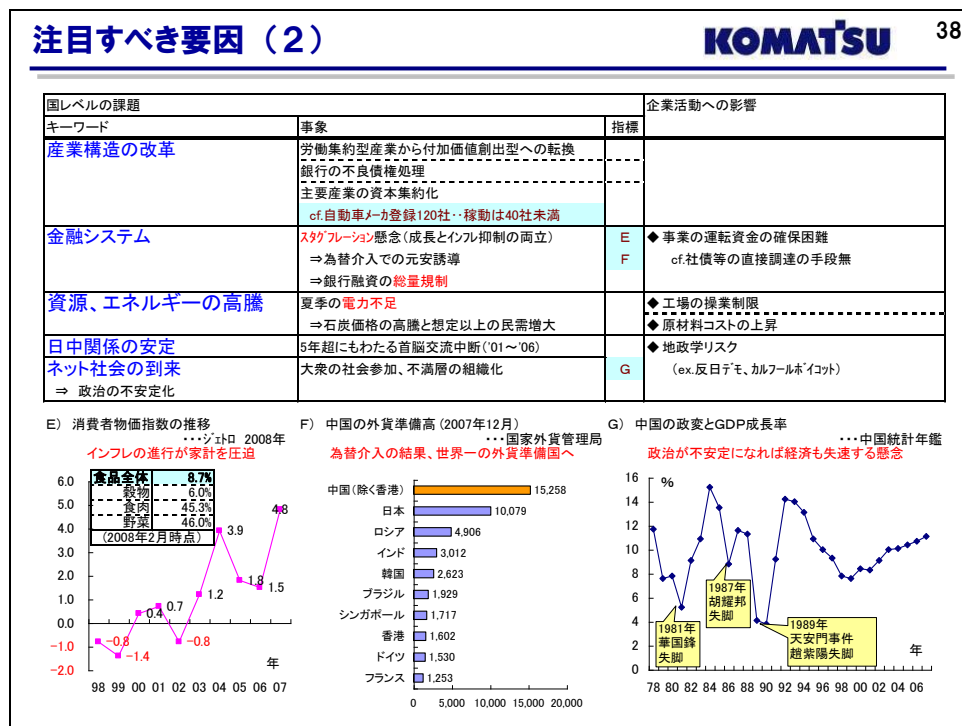 注目すべき要因（２）
KOMATSU
38
国レベルの課題
企業活動への影響
キーワード
事象
指標
産業構造の改革
労働集約型産業から付加価値創出型への転換
銀行の不良債権処理
主要産業の資本集約化
cf.自動車ﾒｰｶ登録120社‥稼動は40社未満
金融システム
ｽﾀｸﾞﾌﾚｰｼｮﾝ懸念（成長とｲﾝﾌﾚ抑制の両立）
E
◆ 事業の運転資金の確保困難
⇒為替介入での元安誘導
F
cf.社債等の直接調達の手段無
⇒銀行融資の総量規制
資源、エネルギーの高騰
夏季の電力不足
◆ 工場の操業制限
⇒石炭価格の高騰と想定以上の民需増大
◆ 原材料コストの上昇
日中関係の安定
5年超にもわたる首脳交流中断（'01～'06）
◆ 地政学リスク
ネット社会の到来
大衆の社会参加、不満層の組織化
G
（ex.反日ﾃﾞﾓ、ｶﾙﾌｰﾙﾎﾞｲｺｯﾄ）
⇒ 政治の不安定化
E） 消費者物価指数の推移
･･･ｼﾞｪﾄﾛ 2008年
インフレの進行が家計を圧迫
食品全体 8.7%
穀物 6.0%
食肉 45.3%
野菜 46.0%
（2008年2月時点）
6.0
5.0
4.0
3.0
2.0
1.0
0.0
-1.0
-2.0
-0.8
-1.4
0.4
0.7
-0.8
1.2
3.9
1.8
1.5
4.8
年
98 99 00 01 02 03 04 05 06 07
F） 中国の外貨準備高（2007年12月）
･･･国家外貨管理局
為替介入の結果、世界一の外貨準備国へ
中国（除く香港） 15,258
日本 10,079
ロシア 4,906
インド 3,012
韓国 2,623
ブラジル 1,929
シンガポール 1,717
香港 1,602
ドイツ 1,530
フランス 1,253
0 5,000 10,000 15,000 20,000
G） 中国の政変とGDP成長率
･･･中国統計年鑑
政治が不安定になれば経済も失速する懸念
%
16
14
12
10
8
6
4
2
0
1981年
華国鋒
失脚
1987年
胡耀邦
失脚
1989年
天安門事件
趙紫陽失脚
年
78 80 82 84 86 88 90 92 94 96 98 00 02 04 06